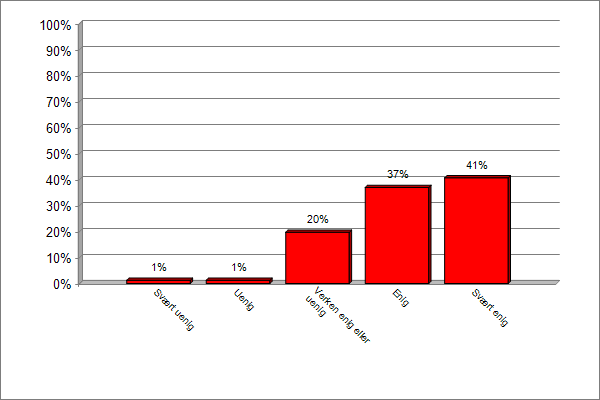 100%
90%
80%
70%
60%
50%
40%
30%
20%
10%
0%
1%
1%
20%
37%
41%
Svært uenig
Uenig
Verken enig eller
uenig
Enig
Svært enig